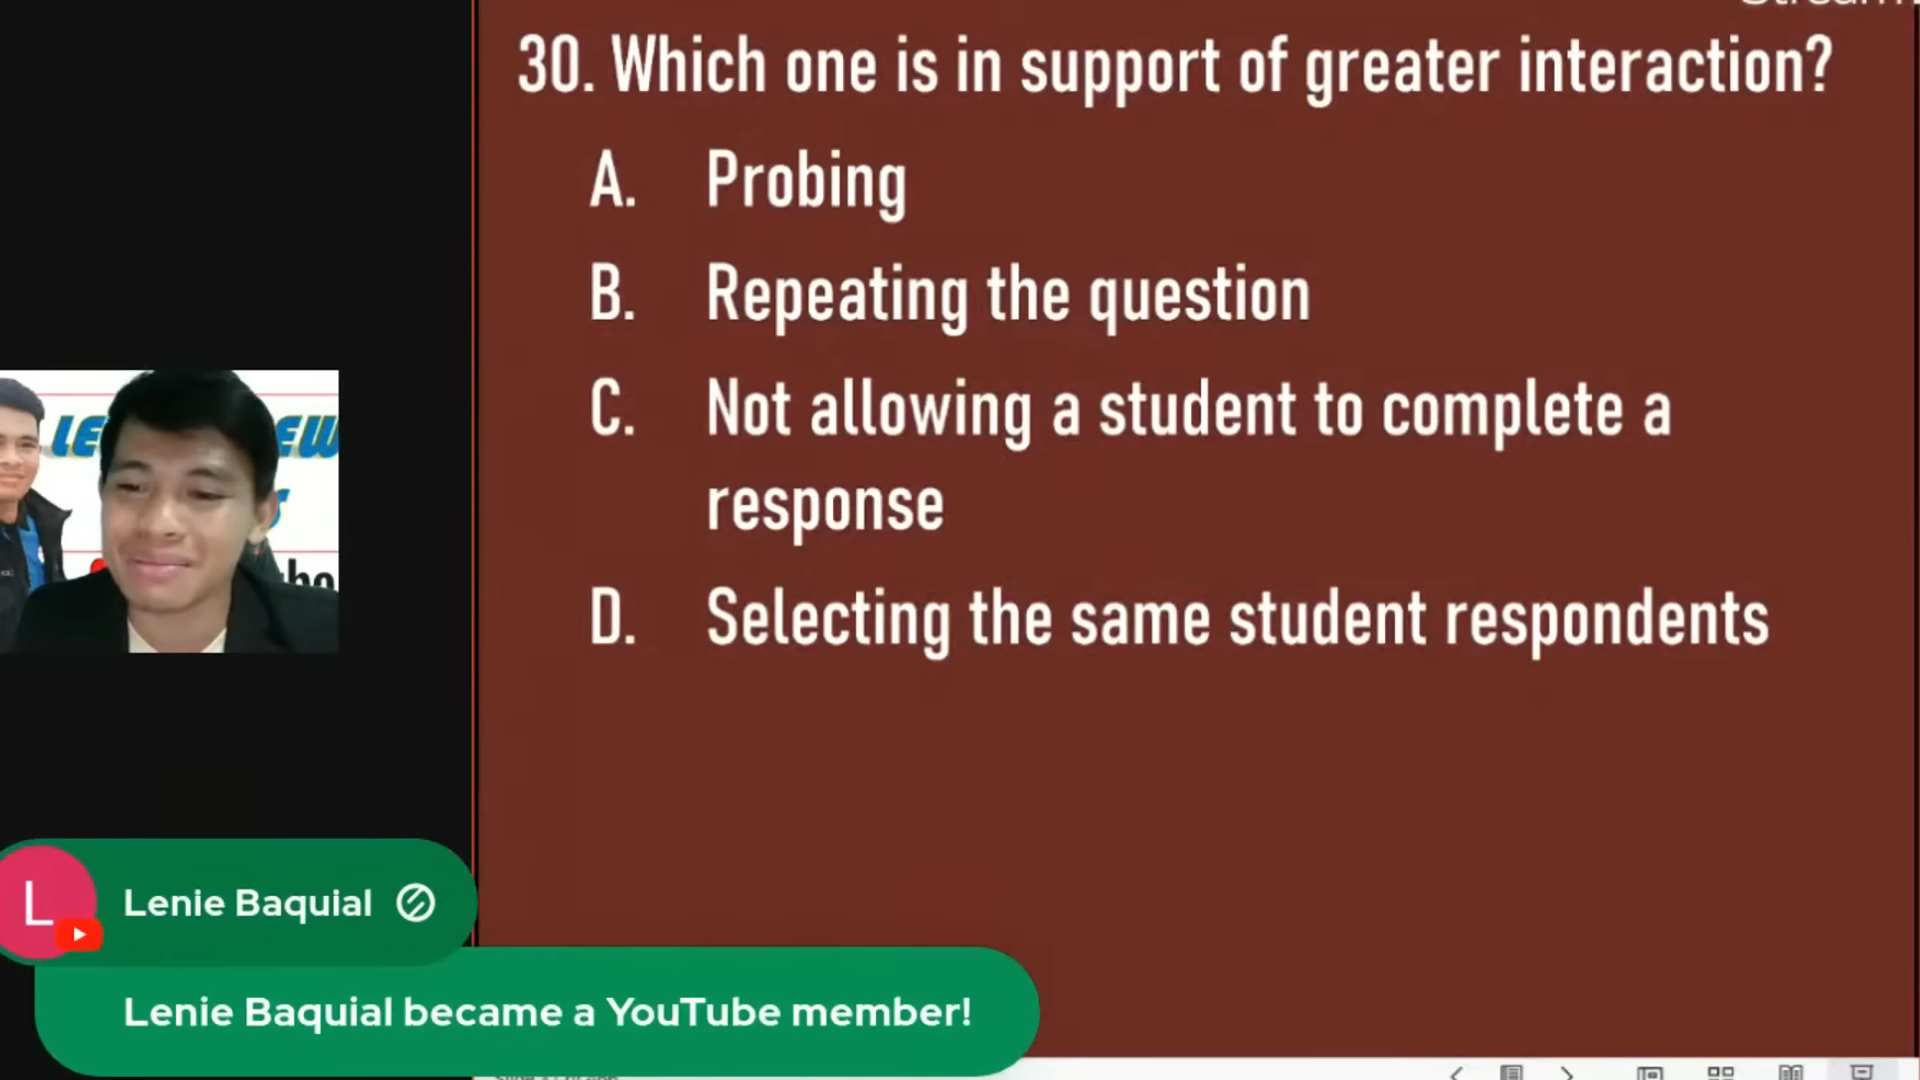 30. Which one is in support of greater interaction?
A. Probing
B. Repeating the question
C. Not allowing a student to complete a
response
D. Selecting the same student respondents
L
Lenie Baquial
Lenie Baquial became a YouTube member!